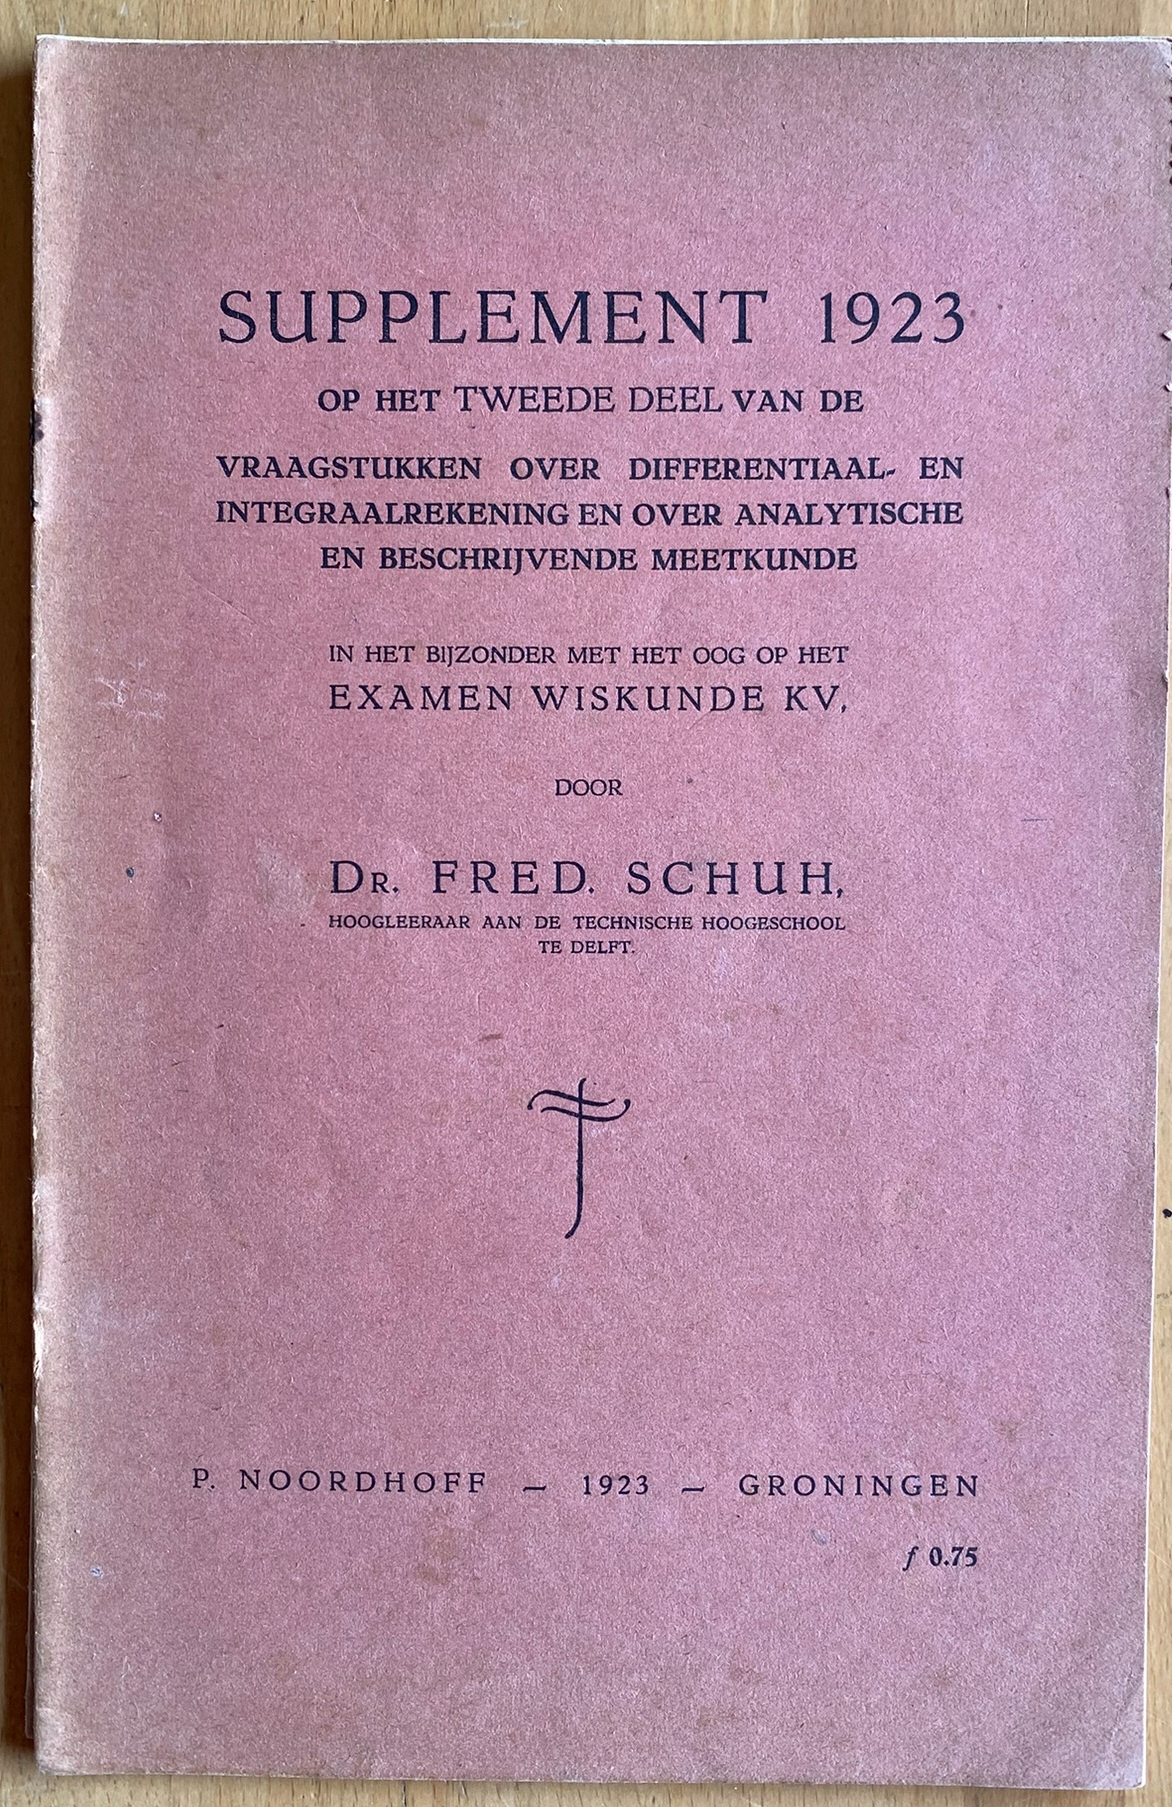 SUPPLEMENT 1923
OP HET TWEEDE DEEL VAN DE
VRAAGSTUKKEN OVER DIFFERENTIAAL- EN
INTEGRAALREKENING EN OVER ANALYTISCHE
EN BESCHRIJVENDE MEETKUNDE
IN HET BIJZONDER MET HET OOG OP HET
EXAMEN WISKUNDE KV.
DOOR
DR. FRED. SCHUH,
HOOGLEERAAR AAN DE TECHNISCHE HOOGESCHOOL
TE DELFT.
P. NOORDHOFF — 1923 — GRONINGEN
f 0.75